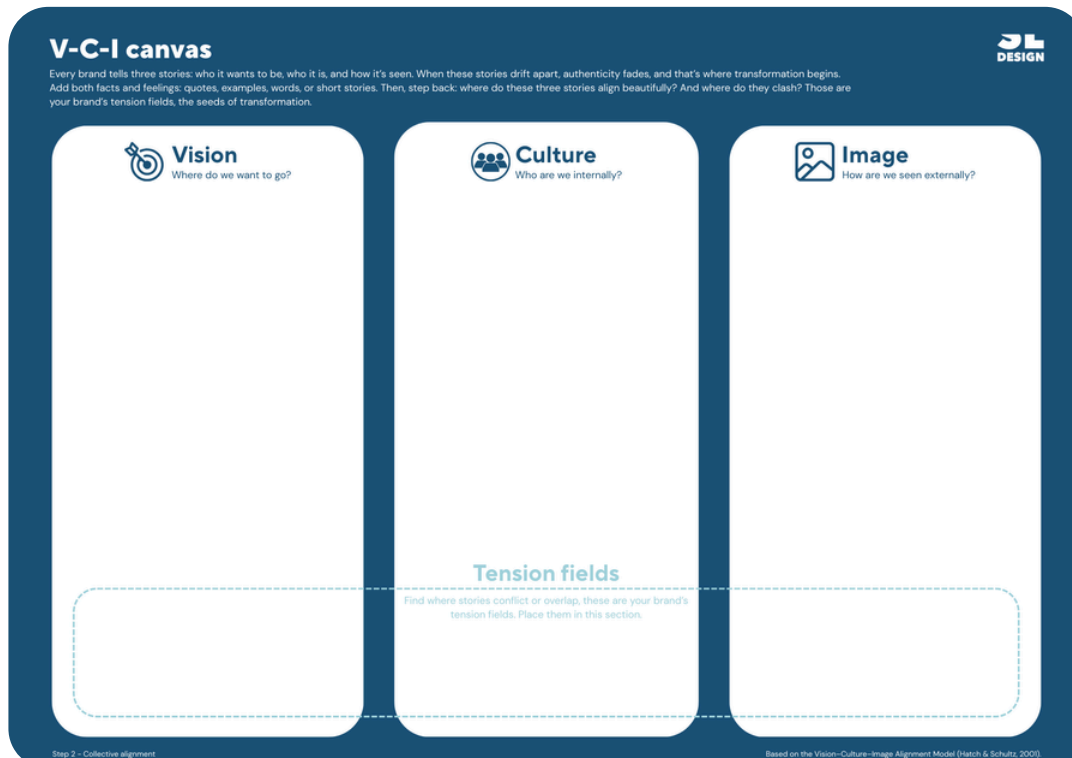 V-C-I canvas
Every brand tells three stories: who it wants to be, who it is, and how it's seen. When these stories drift apart, authenticity fades, and that's where transformation begins.
Add both facts and feelings: quotes, examples, words, or short stories. Then, step back: where do these three stories align beautifully? And where do they clash? Those are
your brand's tension fields, the seeds of transformation.
DESIGN
Vision
Where do we want to go?
Culture
Who are we internally?
Image
How are we seen externally?
Tension fields
Find where stories conflict or overlap, these are your brand's
tension fields. Place them in this section.
Step 2 - Collective alignment
Based on the Vision–Culture–Image Alignment Model (Hatch & Schultz, 2001).